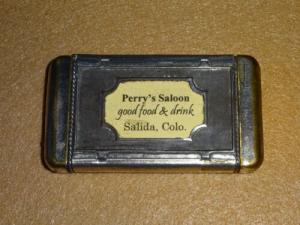 Perry's Saloon
good food & drink
Salida, Colo.